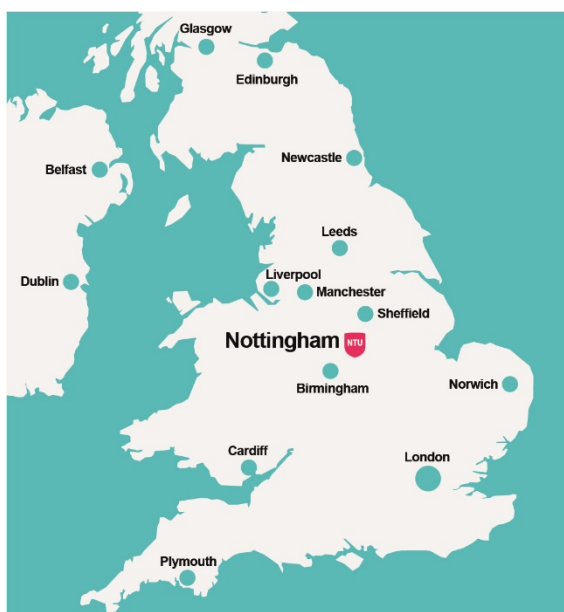 Glasgow
Edinburgh
Newcastle
Belfast
Leeds
Dublin
Liverpool
Manchester
Sheffield
Nottingham NTU
Birmingham
Norwich
Cardiff
London
Plymouth